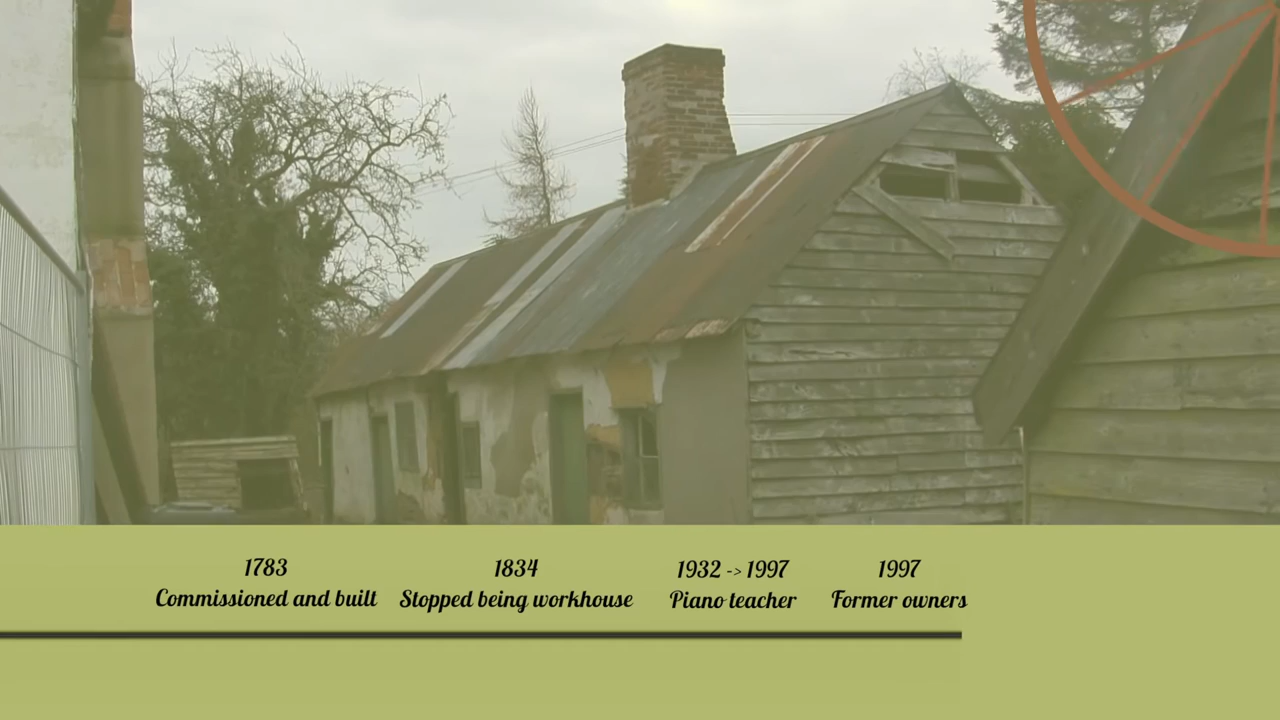 1783
Commissioned and built
1834
Stopped being workhouse
1932 -> 1997
Piano teacher
1997
Former owners